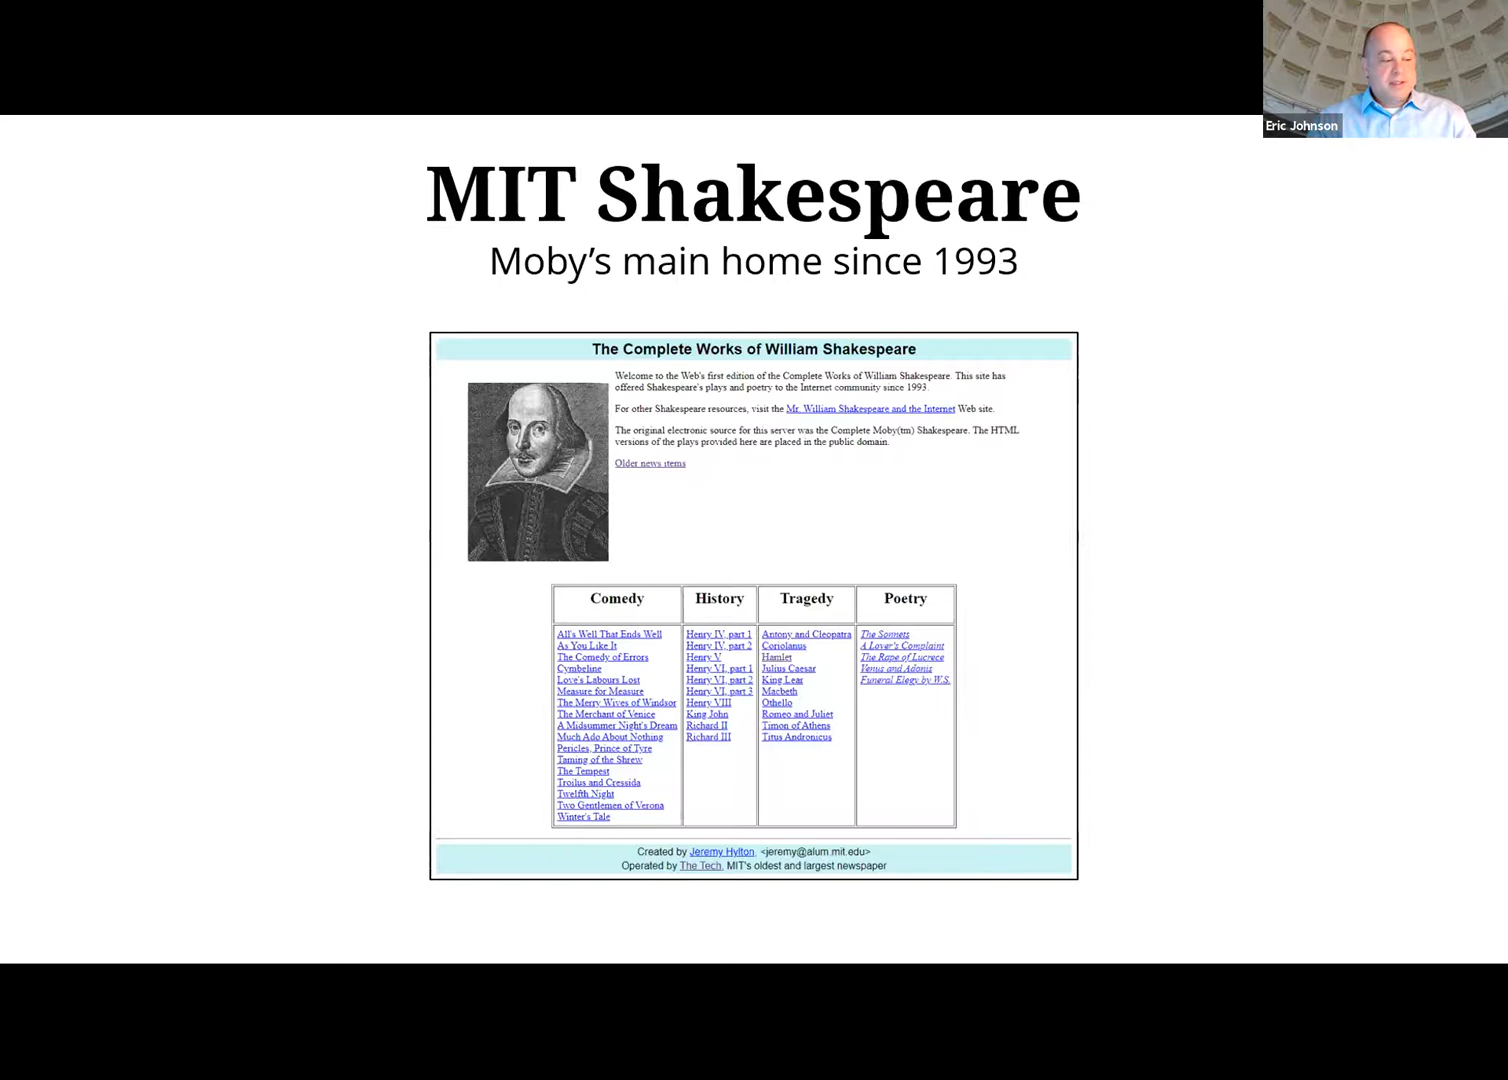 Eric Johnson
MIT Shakespeare
Moby’s main home since 1993
The Complete Works of William Shakespeare
Welcome to the Web's first edition of the Complete Works of William Shakespeare. This site has
offered Shakespeare's plays and poetry to the Internet community since 1993.
For other Shakespeare resources, visit the Mr. William Shakespeare and the Internet Web site.
The original electronic source for this server was the Complete Moby(tm) Shakespeare. The HTML
versions of the plays provided here are placed in the public domain.
Older news items
Comedy
All's Well That Ends Well
As You Like It
The Comedy of Errors
Cymbeline
Love's Labours Lost
Measure for Measure
The Merry Wives of Windsor
The Merchant of Venice
A Midsummer Night's Dream
Much Ado About Nothing
Pericles, Prince of Tyre
Taming of the Shrew
The Tempest
Troilus and Cressida
Twelfth Night
Two Gentlemen of Verona
Winter's Tale
History
Henry IV, part 1
Henry IV, part 2
Henry V
Henry VI, part 1
Henry VI, part 2
Henry VI, part 3
Henry VIII
King John
Richard II
Richard III
Tragedy
Antony and Cleopatra
Coriolanus
Hamlet
Julius Caesar
King Lear
Macbeth
Othello
Romeo and Juliet
Timon of Athens
Titus Andronicus
Poetry
The Sonnets
A Lover's Complaint
The Rape of Lucrece
Venus and Adonis
Funeral Elegy by W.S.
Created by Jeremy Hylton, <jeremy@alum.mit.edu>
Operated by The Tech, MIT's oldest and largest newspaper